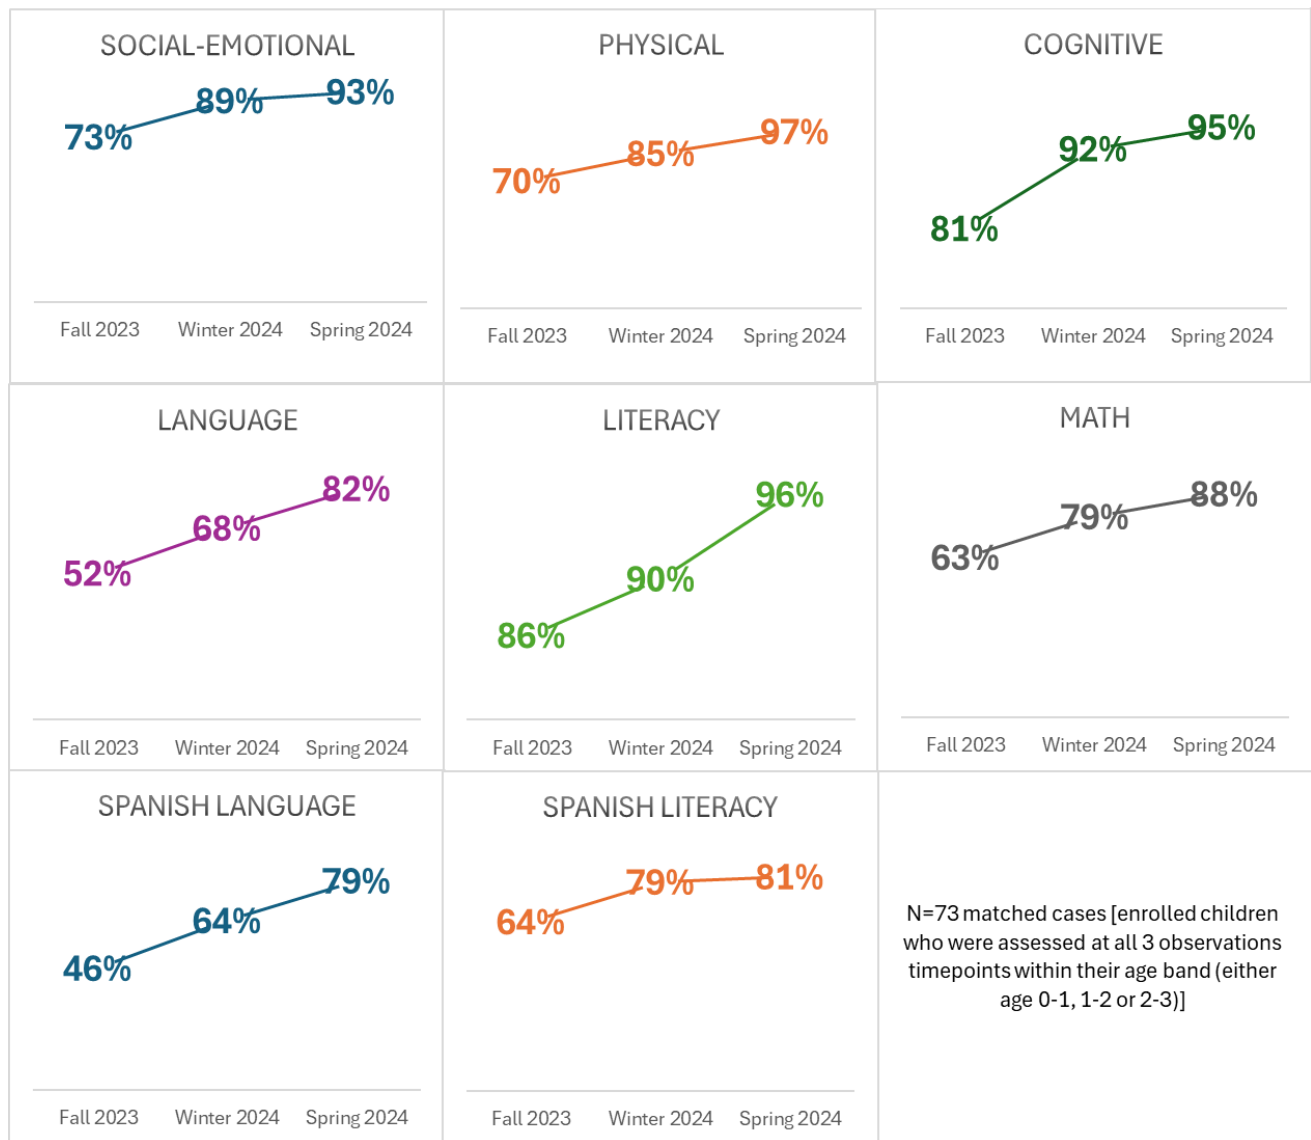 SOCIAL-EMOTIONAL
73%
89%
93%
Fall 2023
Winter 2024
Spring 2024
PHYSICAL
70%
85%
97%
Fall 2023
Winter 2024
Spring 2024
COGNITIVE
81%
92%
95%
Fall 2023
Winter 2024
Spring 2024
LANGUAGE
52%
68%
82%
Fall 2023
Winter 2024
Spring 2024
LITERACY
86%
90%
96%
Fall 2023
Winter 2024
Spring 2024
MATH
63%
79%
88%
Fall 2023
Winter 2024
Spring 2024
SPANISH LANGUAGE
46%
64%
79%
Fall 2023
Winter 2024
Spring 2024
SPANISH LITERACY
64%
79%
81%
Fall 2023
Winter 2024
Spring 2024
N=73 matched cases [enrolled children
who were assessed at all 3 observations
timepoints within their age band (either
age 0-1, 1-2 or 2-3)]